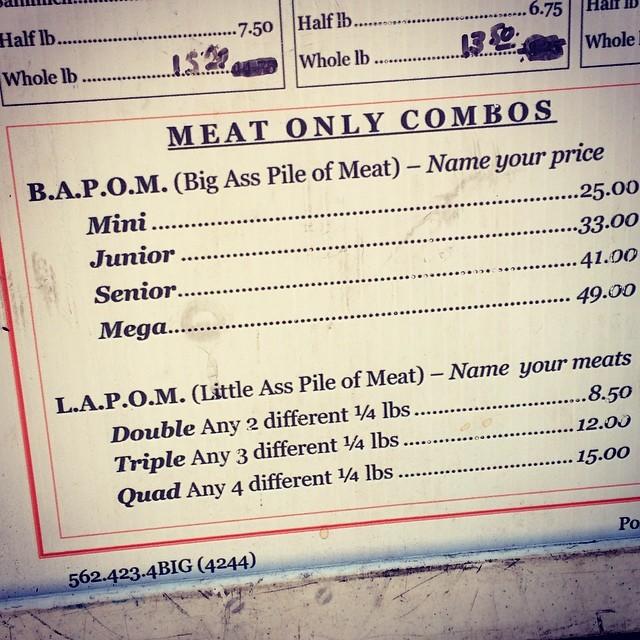 Half lb 7.50
Whole lb
Half lb 6.75
Whole lb 13.50
Half lb
Whole
MEAT ONLY COMBOS
B.A.P.O.M. (Big Ass Pile of Meat) – Name your price
Mini 25.00
Junior 33.00
Senior 41.00
Mega 49.00
L.A.P.O.M. (Little Ass Pile of Meat) – Name your meats
Double Any 2 different ¼ lbs 8.50
Triple Any 3 different ¼ lbs 12.00
Quad Any 4 different ¼ lbs 15.00
562.423.4BIG (4244)
Po